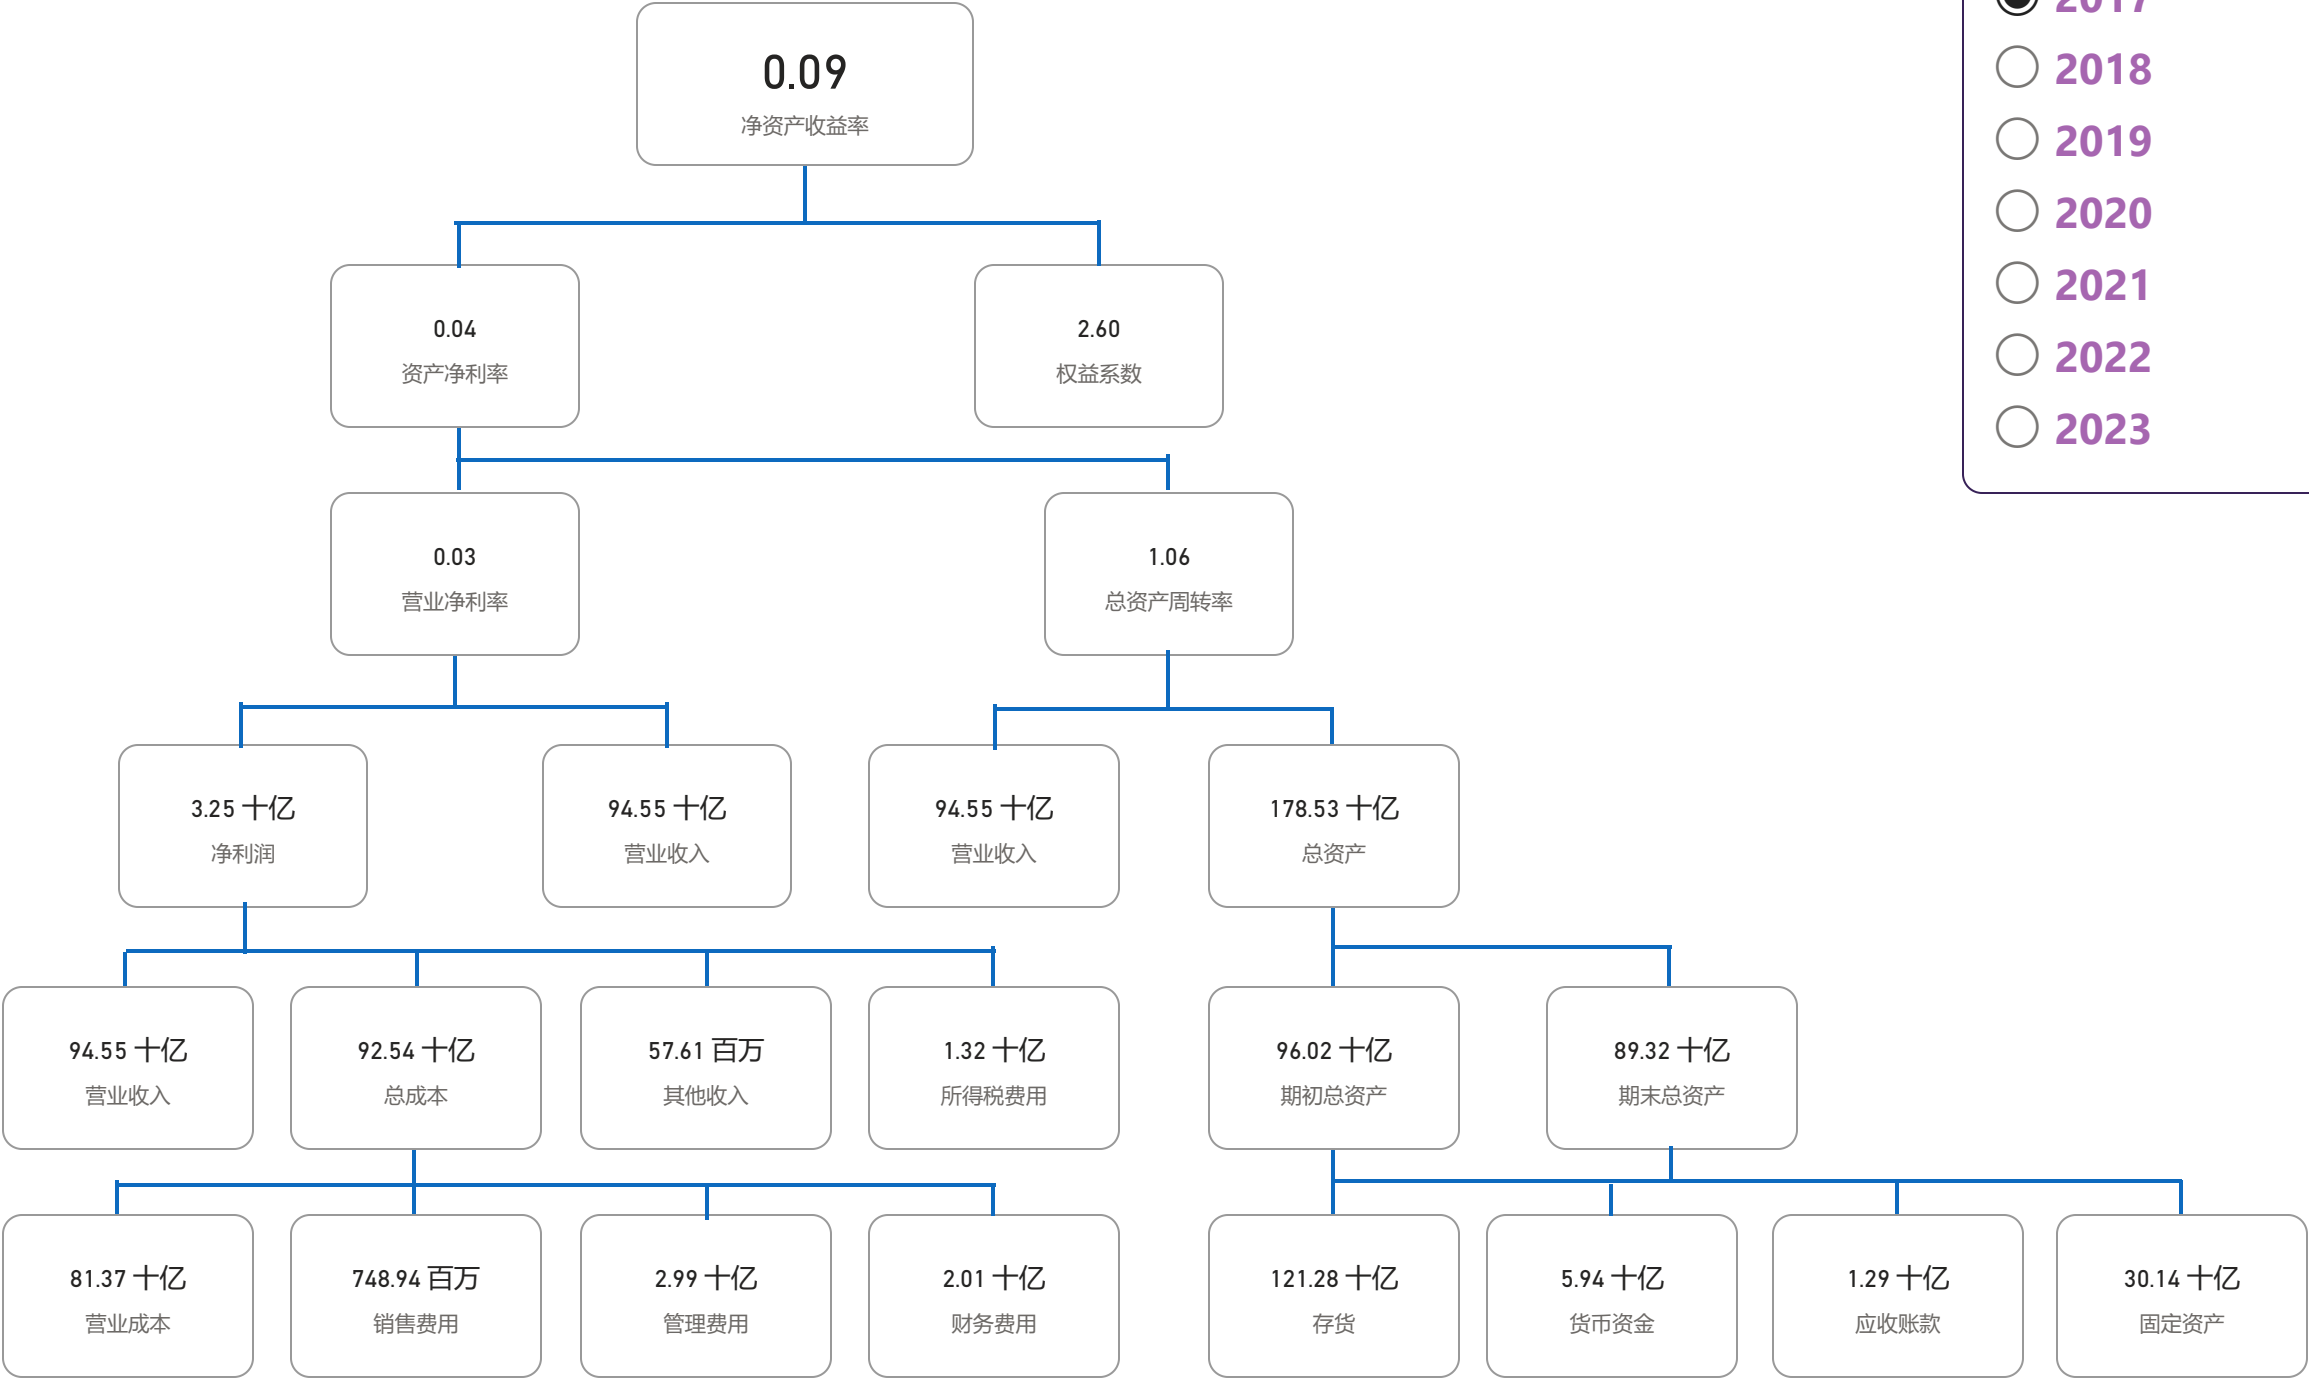 0.09
净资产收益率
2017
2018
2019
2020
2021
2022
2023
0.04
资产净利率
2.60
权益系数
0.03
营业净利率
1.06
总资产周转率
3.25 十亿
净利润
94.55 十亿
营业收入
94.55 十亿
营业收入
178.53 十亿
总资产
94.55 十亿
营业收入
92.54 十亿
总成本
57.61 百万
其他收入
1.32 十亿
所得税费用
96.02 十亿
期初总资产
89.32 十亿
期末总资产
81.37 十亿
营业成本
748.94 百万
销售费用
2.99 十亿
管理费用
2.01 十亿
财务费用
121.28 十亿
存货
5.94 十亿
货币资金
1.29 十亿
应收账款
30.14 十亿
固定资产